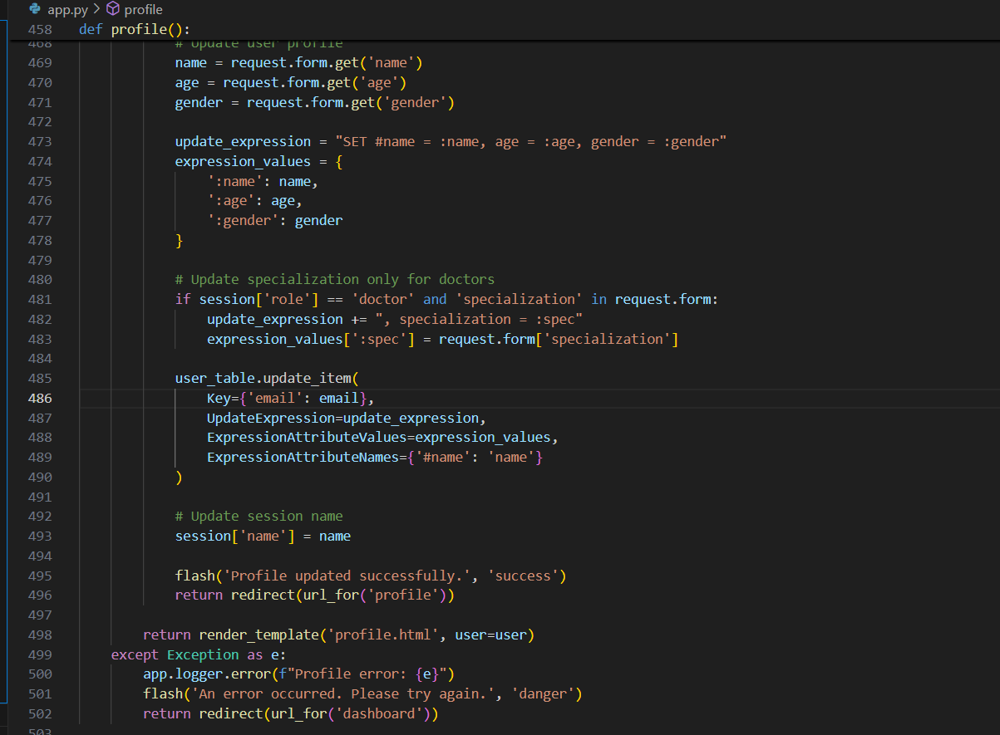 app.py > profile
458 def profile():
468 # Update user profile
469 name = request.form.get('name')
470 age = request.form.get('age')
471 gender = request.form.get('gender')
472
473 update_expression = "SET #name = :name, age = :age, gender = :gender"
474 expression_values = {
475 ':name': name,
476 ':age': age,
477 ':gender': gender
478 }
479
480 # Update specialization only for doctors
481 if session['role'] == 'doctor' and 'specialization' in request.form:
482 update_expression += ", specialization = :spec"
483 expression_values[':spec'] = request.form['specialization']
484
485 user_table.update_item(
486 Key={'email': email},
487 UpdateExpression=update_expression,
488 ExpressionAttributeValues=expression_values,
489 ExpressionAttributeNames={'#name': 'name'}
490 )
491
492 # Update session name
493 session['name'] = name
494
495 flash('Profile updated successfully.', 'success')
496 return redirect(url_for('profile'))
497
498 return render_template('profile.html', user=user)
499 except Exception as e:
500 app.logger.error(f"Profile error: {e}")
501 flash('An error occurred. Please try again.', 'danger')
502 return redirect(url_for('dashboard'))
503